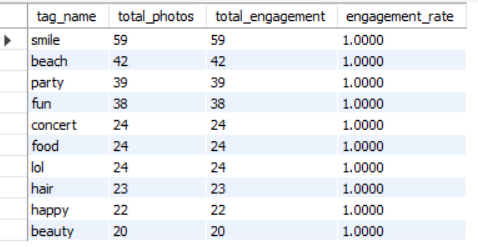 tag_name total_photos total_engagement engagement_rate
smile 59 59 1.0000
beach 42 42 1.0000
party 39 39 1.0000
fun 38 38 1.0000
concert 24 24 1.0000
food 24 24 1.0000
lol 24 24 1.0000
hair 23 23 1.0000
happy 22 22 1.0000
beauty 20 20 1.0000